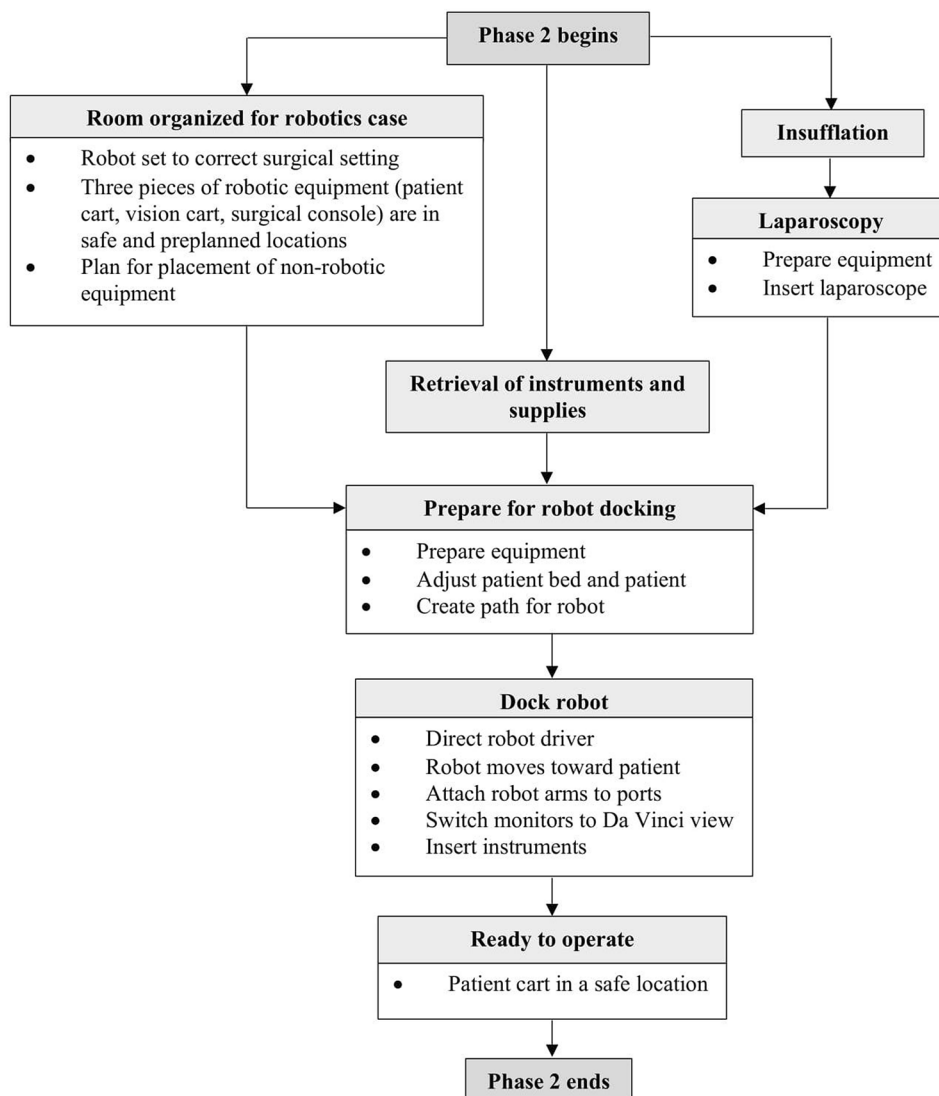 Phase 2 begins
Room organized for robotics case
• Robot set to correct surgical setting
• Three pieces of robotic equipment (patient
cart, vision cart, surgical console) are in
safe and preplanned locations
• Plan for placement of non-robotic
equipment
Insufflation
Laparoscopy
• Prepare equipment
• Insert laparoscope
Retrieval of instruments and
supplies
Prepare for robot docking
• Prepare equipment
• Adjust patient bed and patient
• Create path for robot
Dock robot
• Direct robot driver
• Robot moves toward patient
• Attach robot arms to ports
• Switch monitors to Da Vinci view
• Insert instruments
Ready to operate
• Patient cart in a safe location
Phase 2 ends